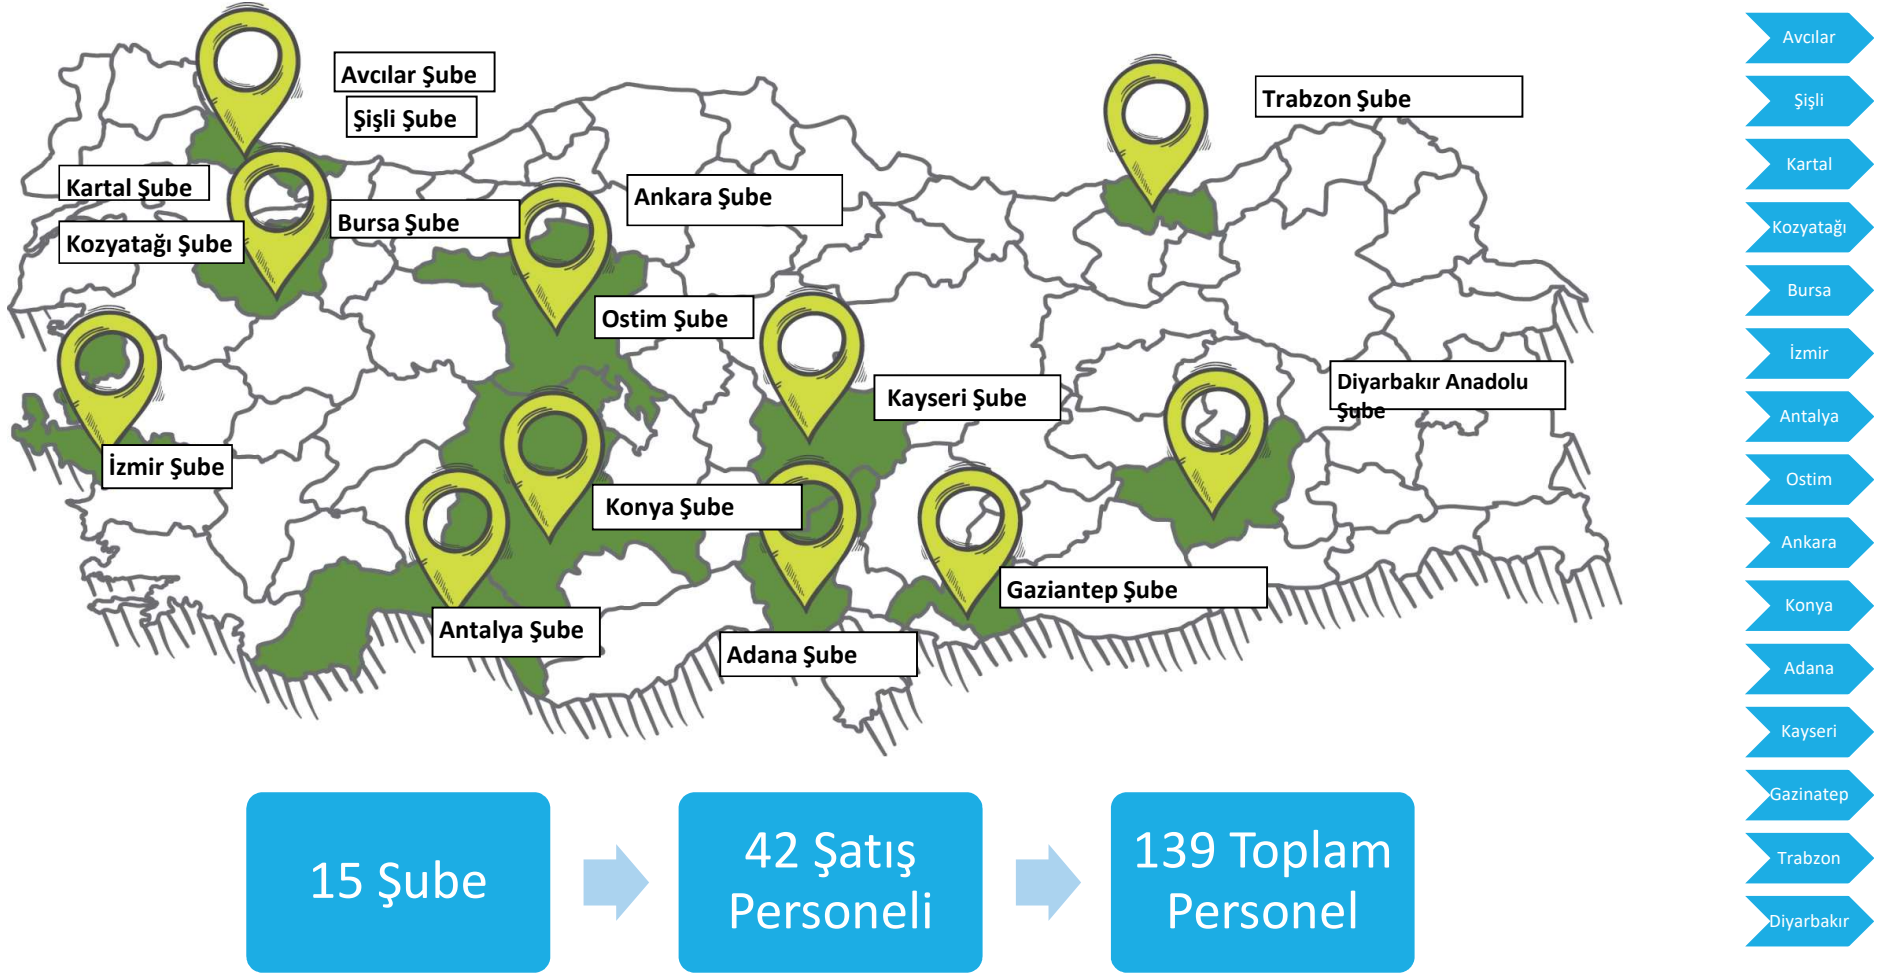 Avcılar Şube
Şişli Şube
Trabzon Şube
Kartal Şube
Kozyatağı Şube
Bursa Şube
Ankara Şube
Ostim Şube
Kayseri Şube
Diyarbakır Anadolu
Şube
İzmir Şube
Konya Şube
Gaziantep Şube
Antalya Şube
Adana Şube
15 Şube
42 Şatış
Personeli
139 Toplam
Personel
Avcılar
Şişli
Kartal
Kozyatağı
Bursa
İzmir
Antalya
Ostim
Ankara
Konya
Adana
Kayseri
Gazinatep
Trabzon
Diyarbakır